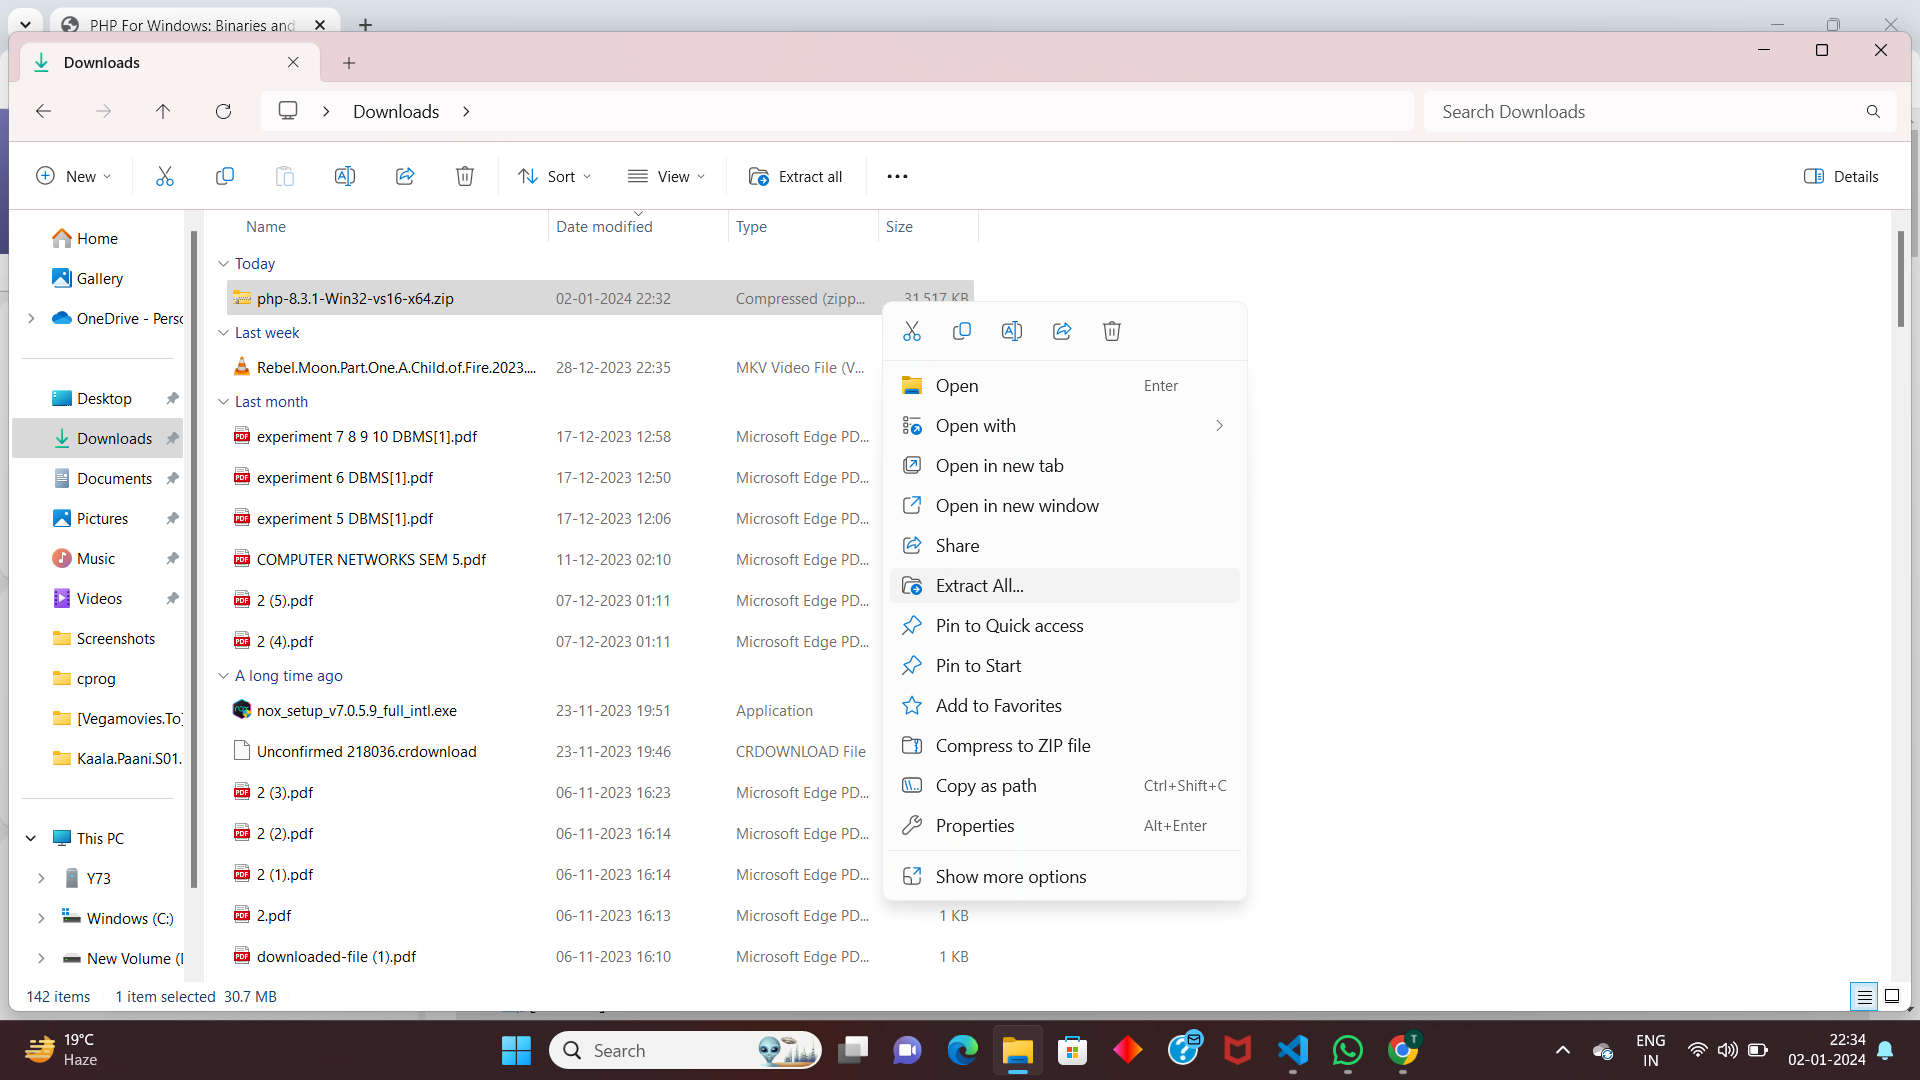 PHP For Windows: Binaries and
Downloads
Downloads
Search Downloads
New
Sort
View
Extract all
Details
Name Date modified Type Size
Home
Gallery
OneDrive - Perso
Desktop
Downloads
Documents
Pictures
Music
Videos
Screenshots
cprog
[Vegamovies.To]
Kaala.Paani.S01.
This PC
Y73
Windows (C:)
New Volume (
Today
php-8.3.1-Win32-vs16-x64.zip 02-01-2024 22:32 Compressed (zipp... 31,517 KB
Last week
Rebel.Moon.Part.One.A.Child.of.Fire.2023.... 28-12-2023 22:35 MKV Video File (V...
Last month
experiment 7 8 9 10 DBMS[1].pdf 17-12-2023 12:58 Microsoft Edge PD...
experiment 6 DBMS[1].pdf 17-12-2023 12:50 Microsoft Edge PD...
experiment 5 DBMS[1].pdf 17-12-2023 12:06 Microsoft Edge PD...
COMPUTER NETWORKS SEM 5.pdf 11-12-2023 02:10 Microsoft Edge PD...
2 (5).pdf 07-12-2023 01:11 Microsoft Edge PD...
2 (4).pdf 07-12-2023 01:11 Microsoft Edge PD...
A long time ago
nox_setup_v7.0.5.9_full_intl.exe 23-11-2023 19:51 Application
Unconfirmed 218036.crdownload 23-11-2023 19:46 CRDOWNLOAD File
2 (3).pdf 06-11-2023 16:23 Microsoft Edge PD...
2 (2).pdf 06-11-2023 16:14 Microsoft Edge PD...
2 (1).pdf 06-11-2023 16:14 Microsoft Edge PD...
2.pdf 06-11-2023 16:13 Microsoft Edge PD... 1 KB
downloaded-file (1).pdf 06-11-2023 16:10 Microsoft Edge PD... 1 KB
Open Enter
Open with
Open in new tab
Open in new window
Share
Extract All...
Pin to Quick access
Pin to Start
Add to Favorites
Compress to ZIP file
Copy as path Ctrl+Shift+C
Properties Alt+Enter
Show more options
142 items 1 item selected 30.7 MB
19°C
Haze
Search
ENG
IN
22:34
02-01-2024